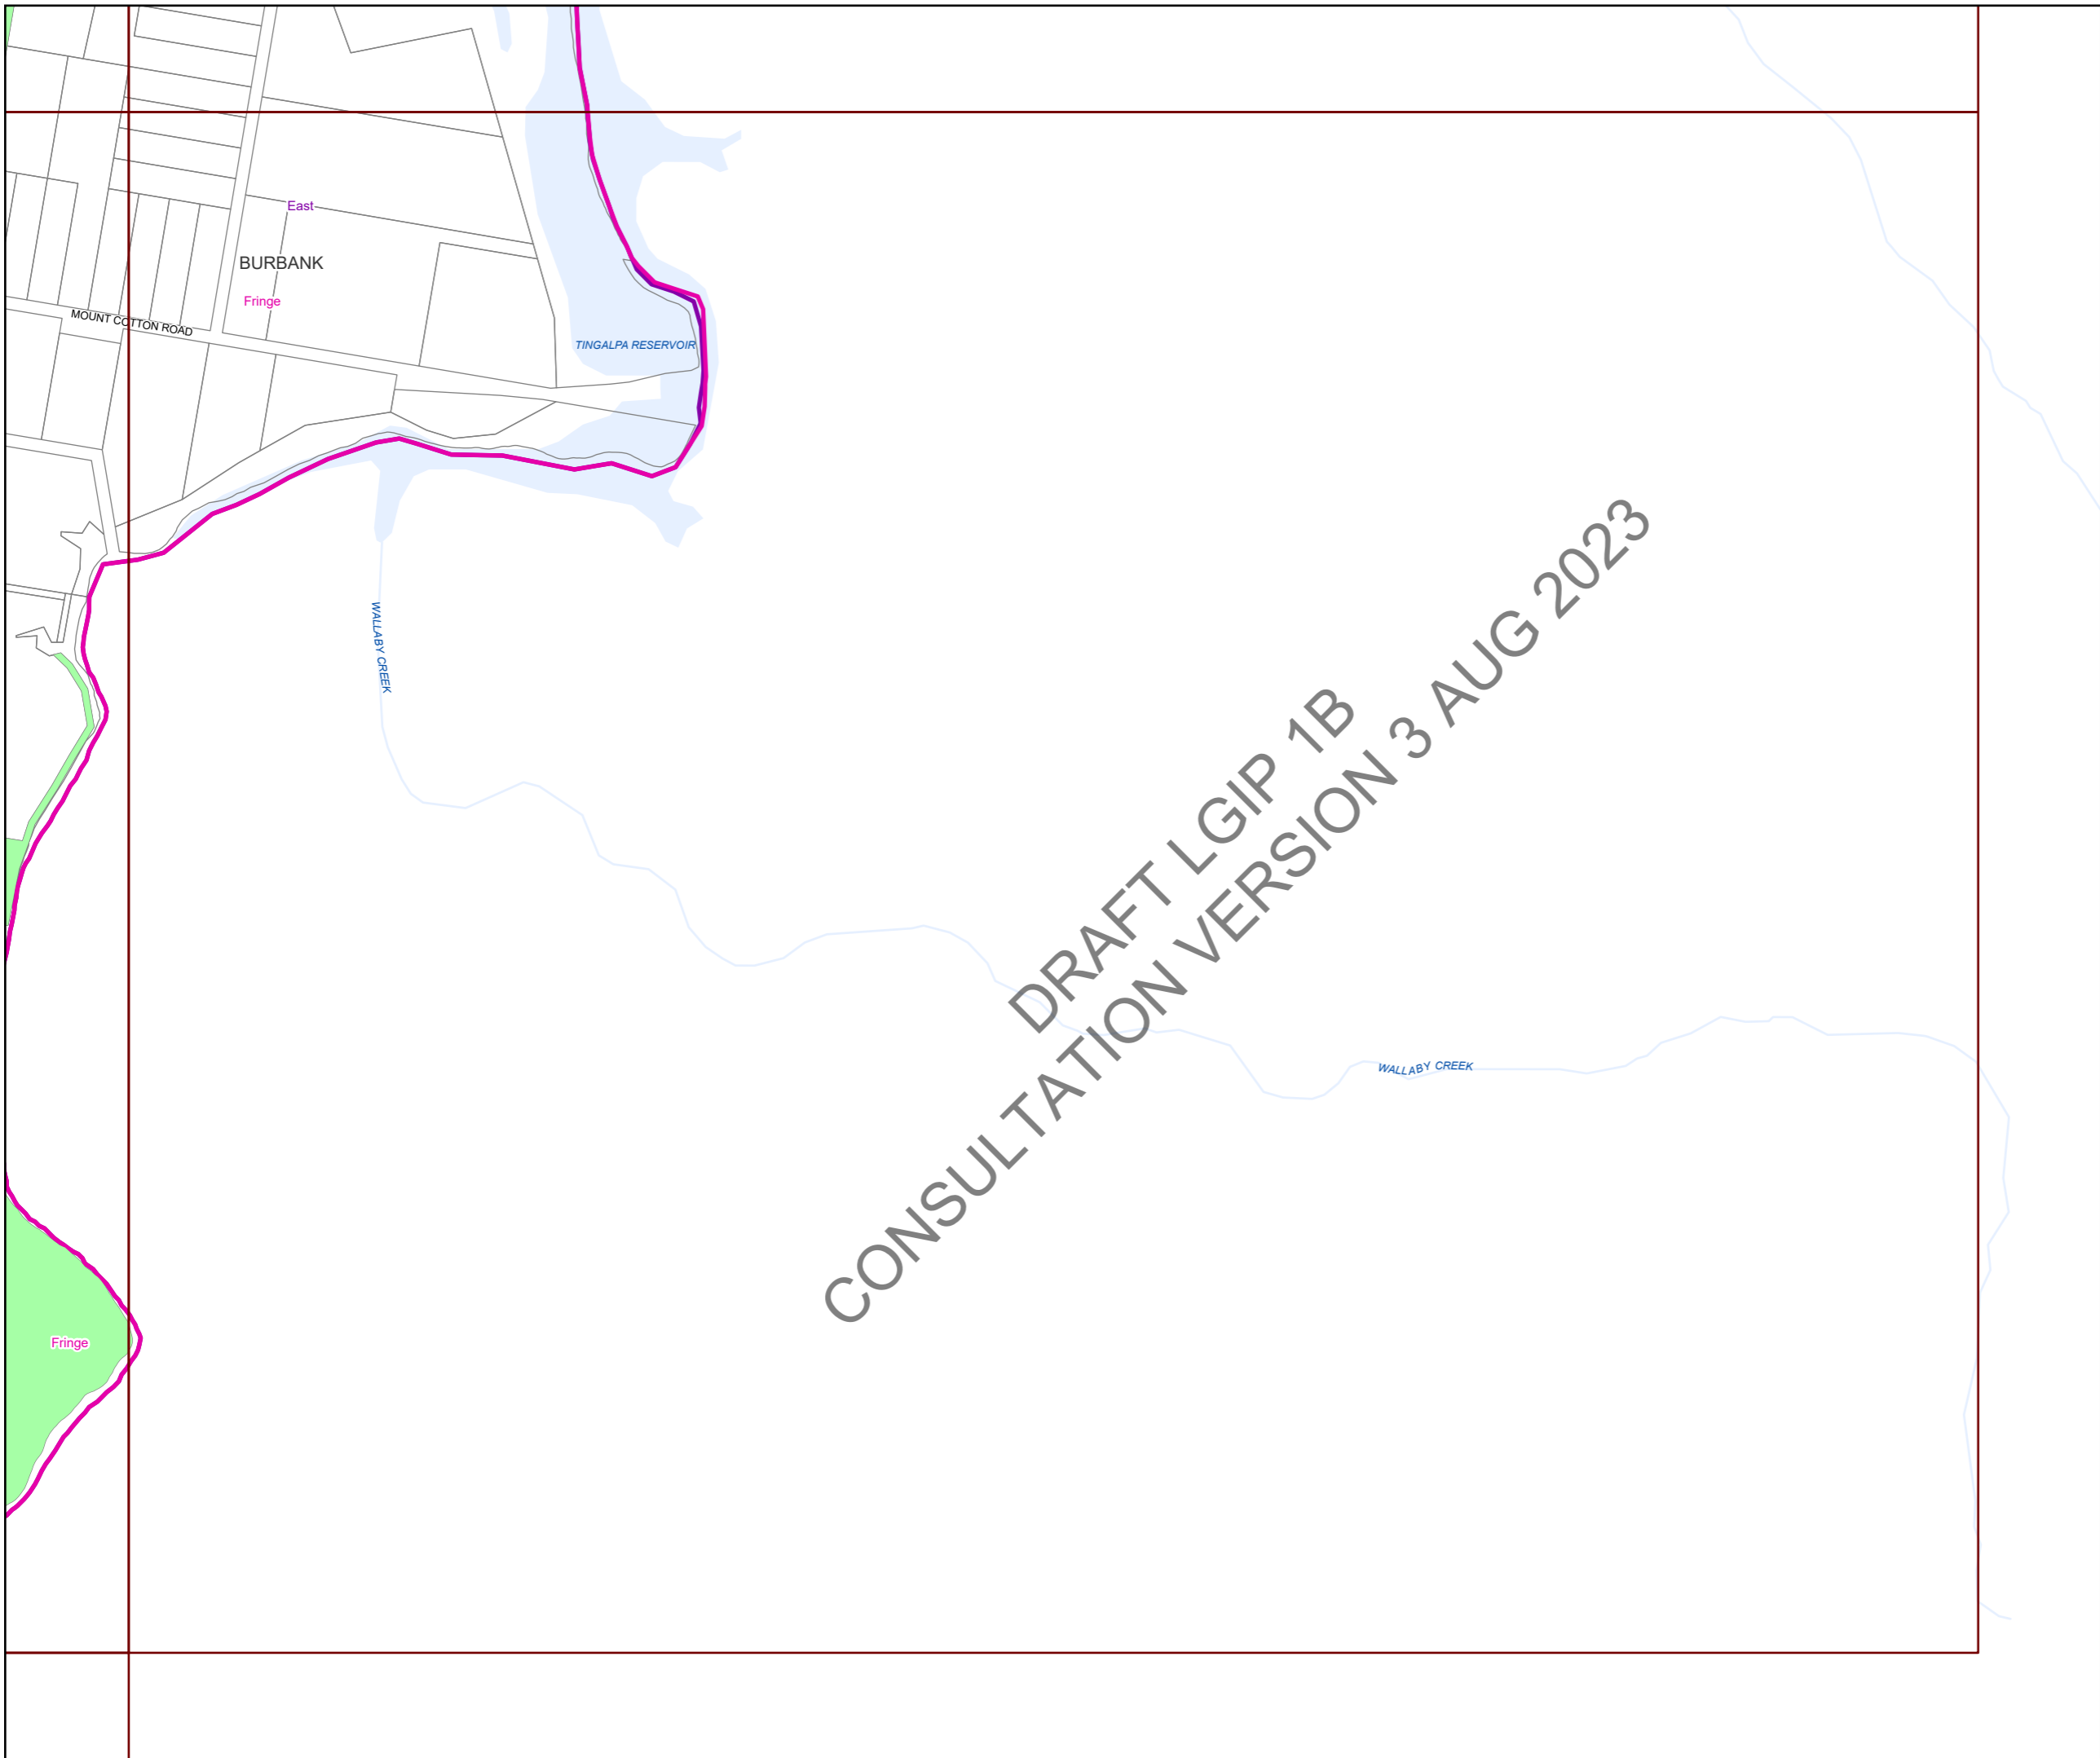 East
BURBANK
Fringe
MOUNT COTTON ROAD
TINGALPA RESERVOIR
WALLABY CREEK
DRAFT LGIP 1B
CONSULTATION VERSION 3 AUG 2023
WALLABY CREEK
Fringe